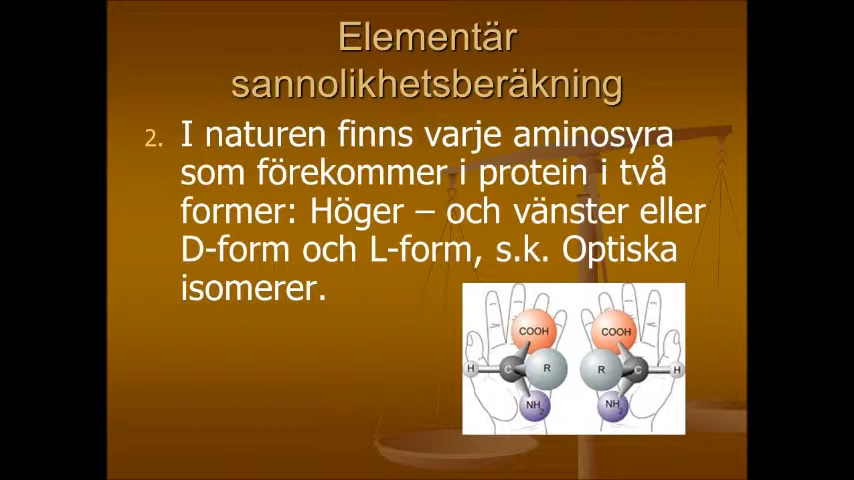 Elementär
sannolikhetsberäkning
2. I naturen finns varje aminosyra
som förekommer i protein i två
former: Höger – och vänster eller
D-form och L-form, s.k. Optiska
isomerer.
COOH COOH
H C R R C H
NH2 NH2